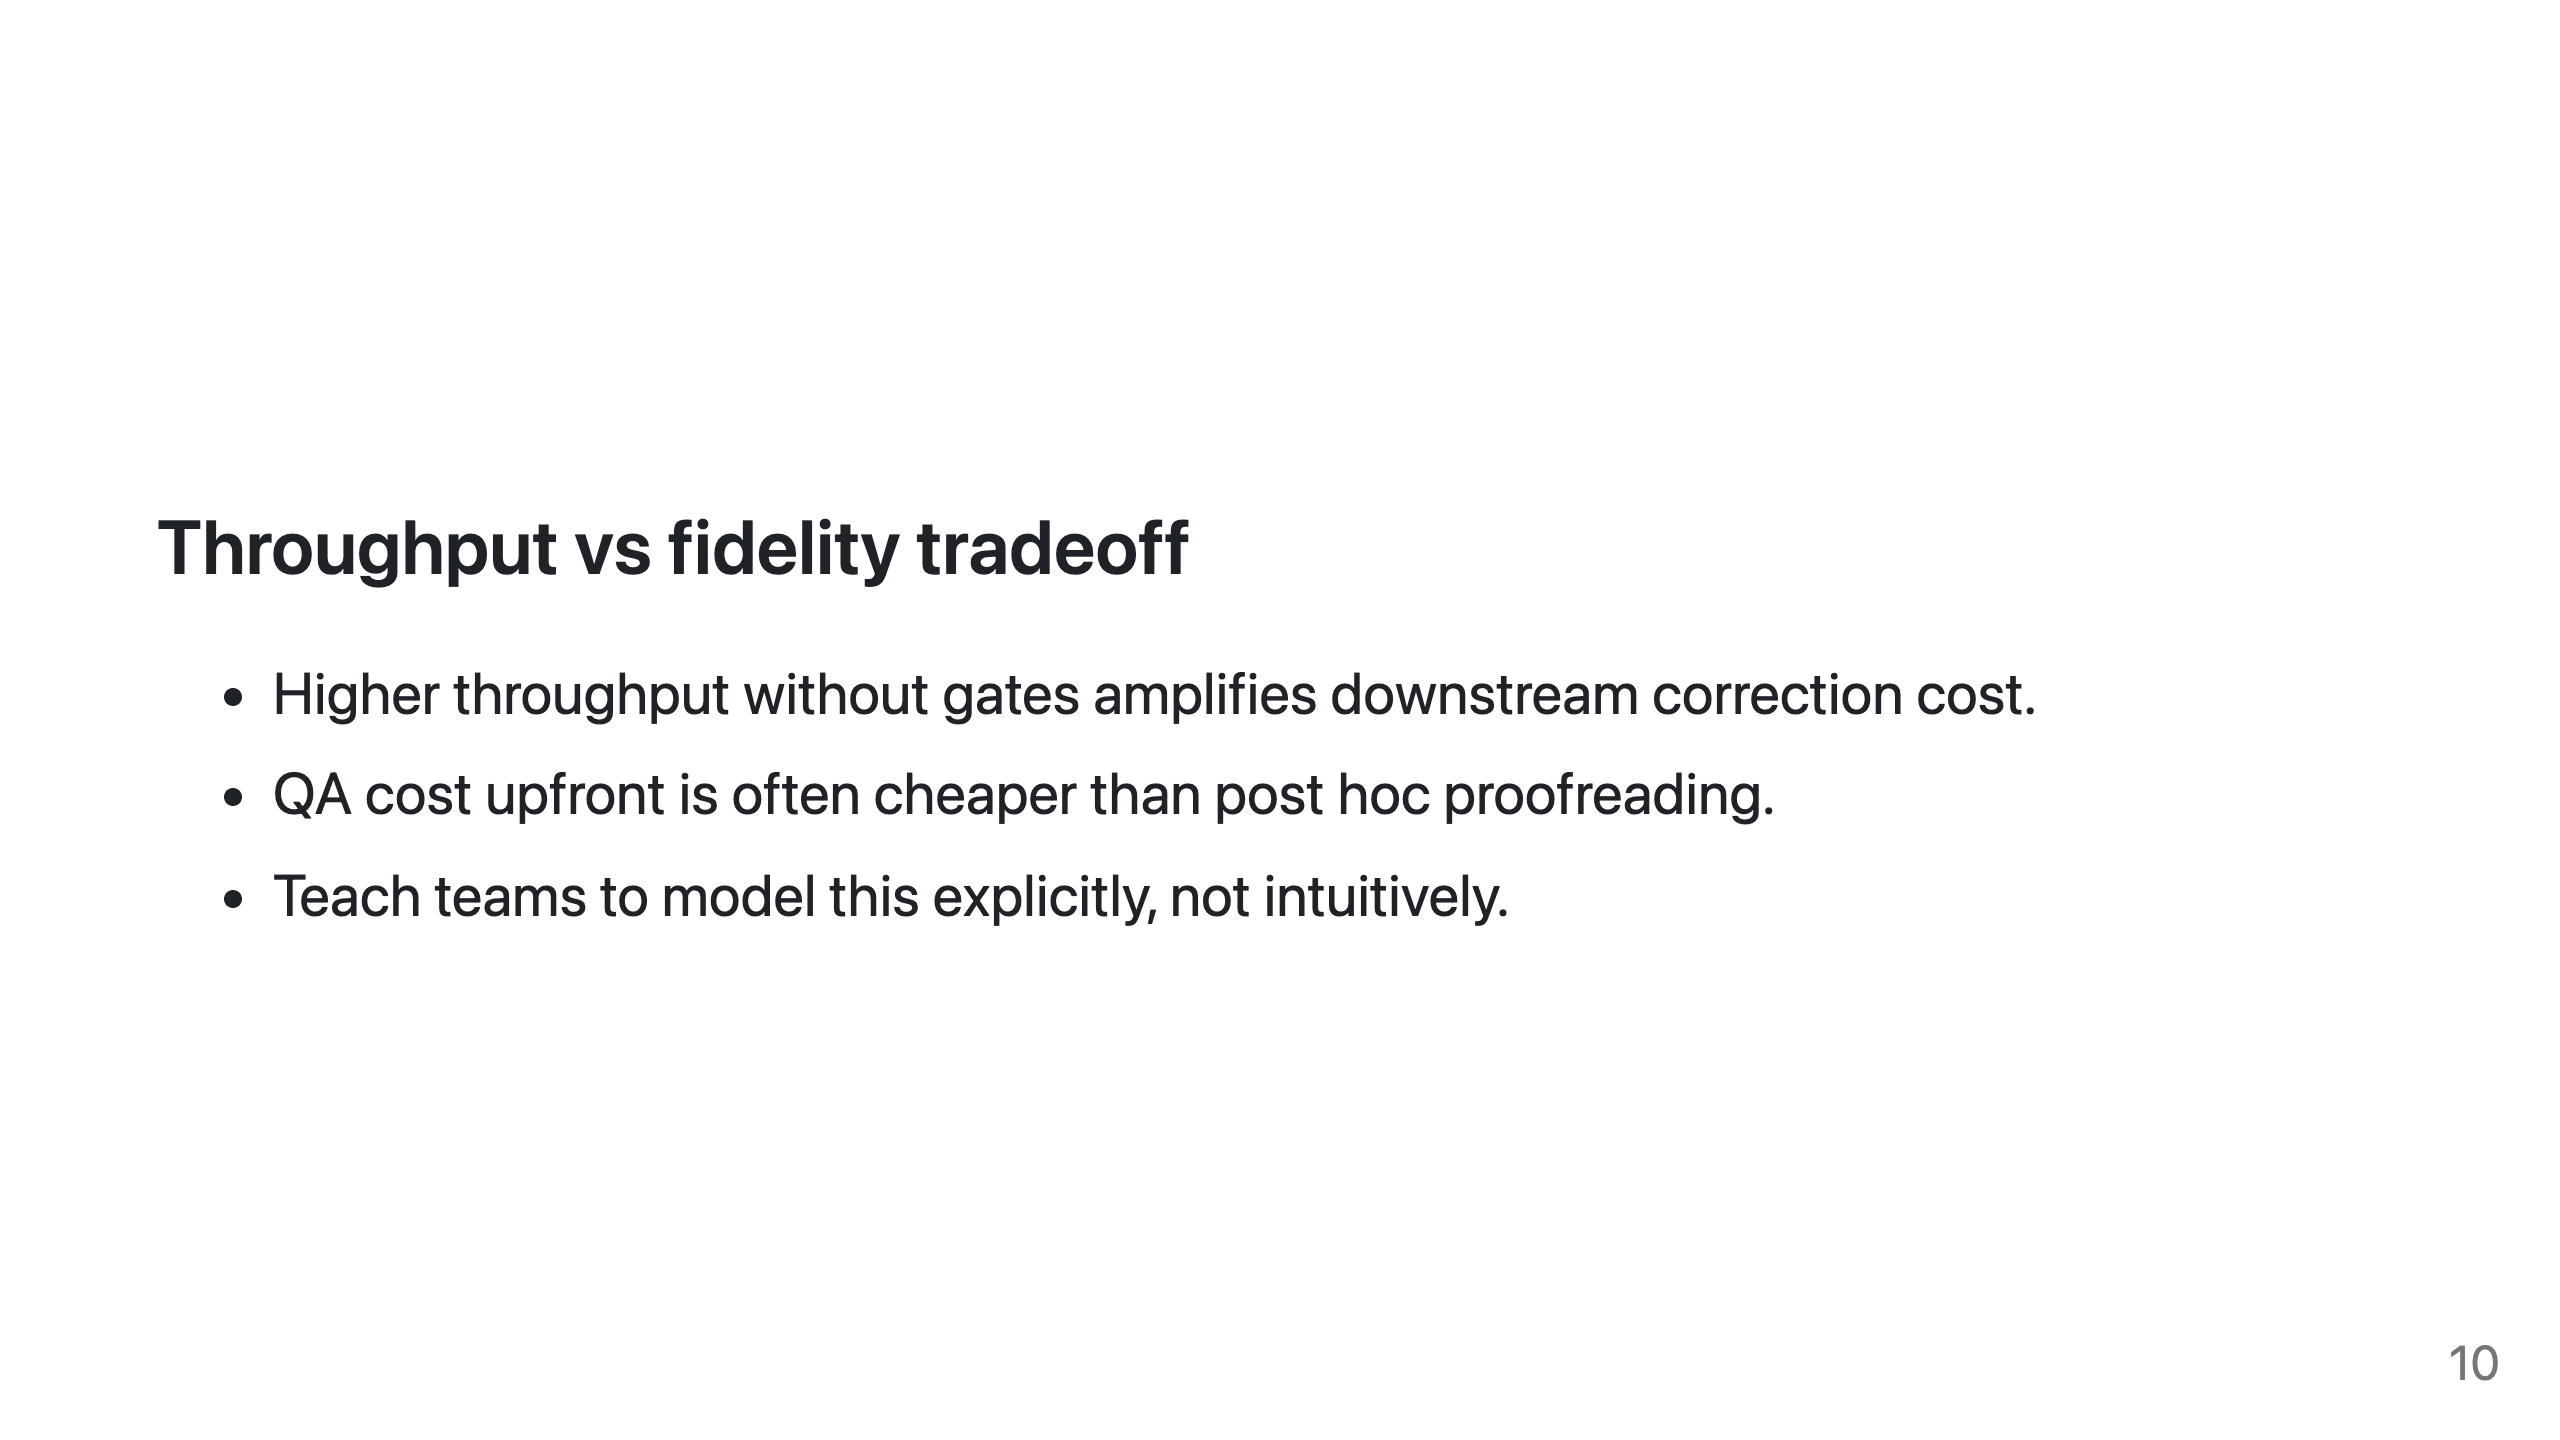 Throughput vs fidelity tradeoff
• Higher throughput without gates amplifies downstream correction cost.
• QA cost upfront is often cheaper than post hoc proofreading.
• Teach teams to model this explicitly, not intuitively.
10